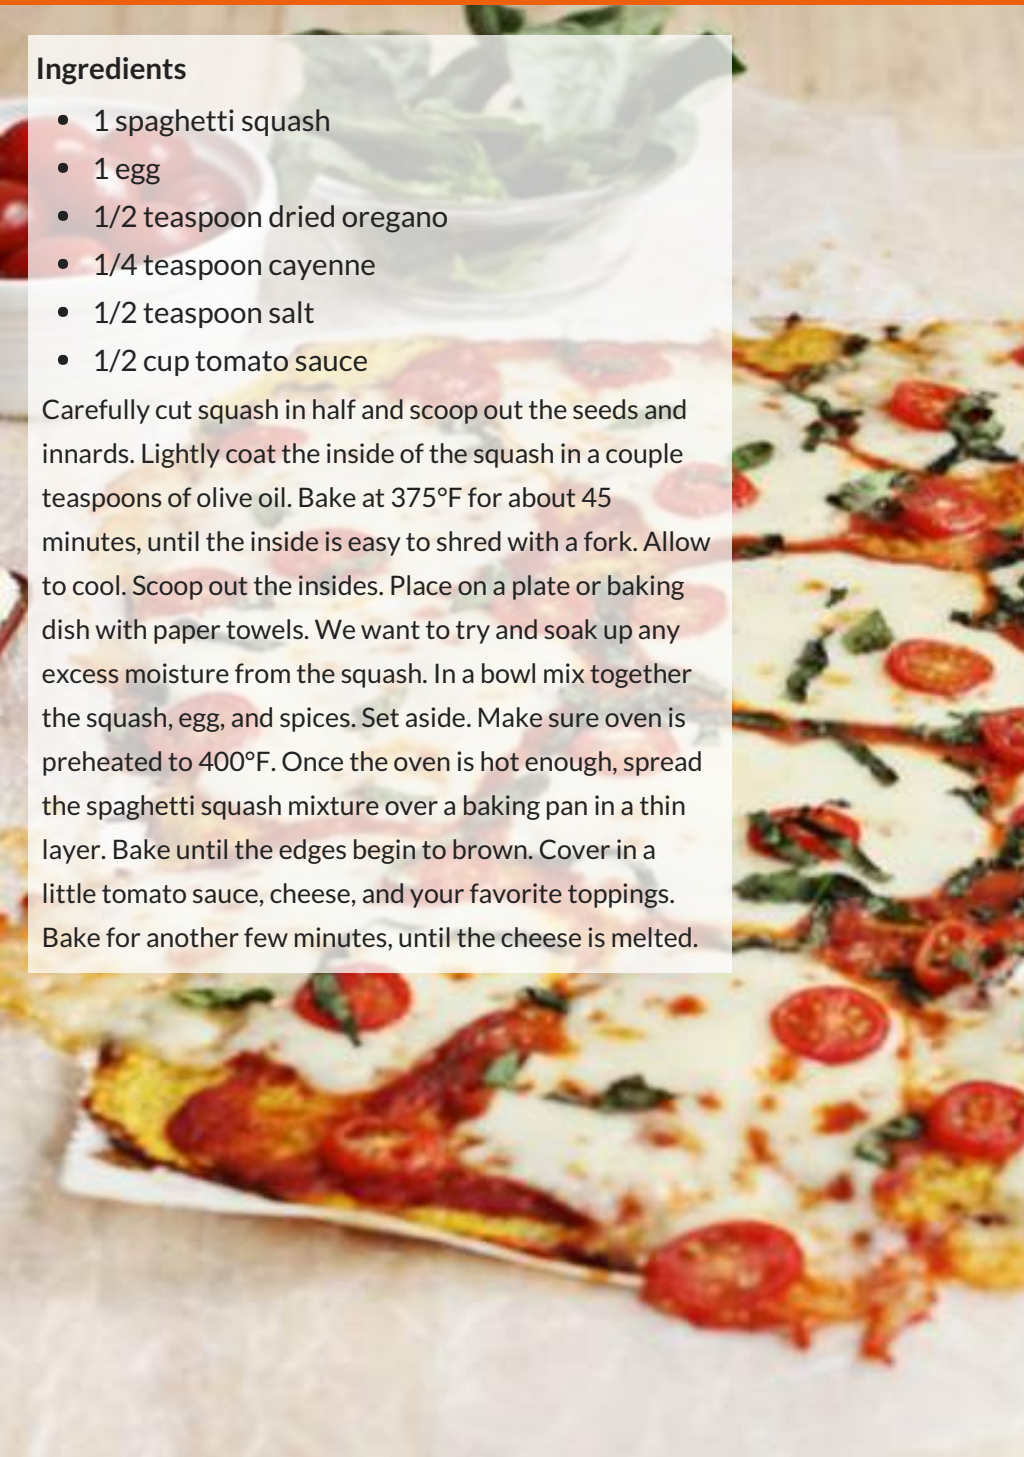 Ingredients
• 1 spaghetti squash
• 1 egg
• 1/2 teaspoon dried oregano
• 1/4 teaspoon cayenne
• 1/2 teaspoon salt
• 1/2 cup tomato sauce
Carefully cut squash in half and scoop out the seeds and
innards. Lightly coat the inside of the squash in a couple
teaspoons of olive oil. Bake at 375°F for about 45
minutes, until the inside is easy to shred with a fork. Allow
to cool. Scoop out the insides. Place on a plate or baking
dish with paper towels. We want to try and soak up any
excess moisture from the squash. In a bowl mix together
the squash, egg, and spices. Set aside. Make sure oven is
preheated to 400°F. Once the oven is hot enough, spread
the spaghetti squash mixture over a baking pan in a thin
layer. Bake until the edges begin to brown. Cover in a
little tomato sauce, cheese, and your favorite toppings.
Bake for another few minutes, until the cheese is melted.